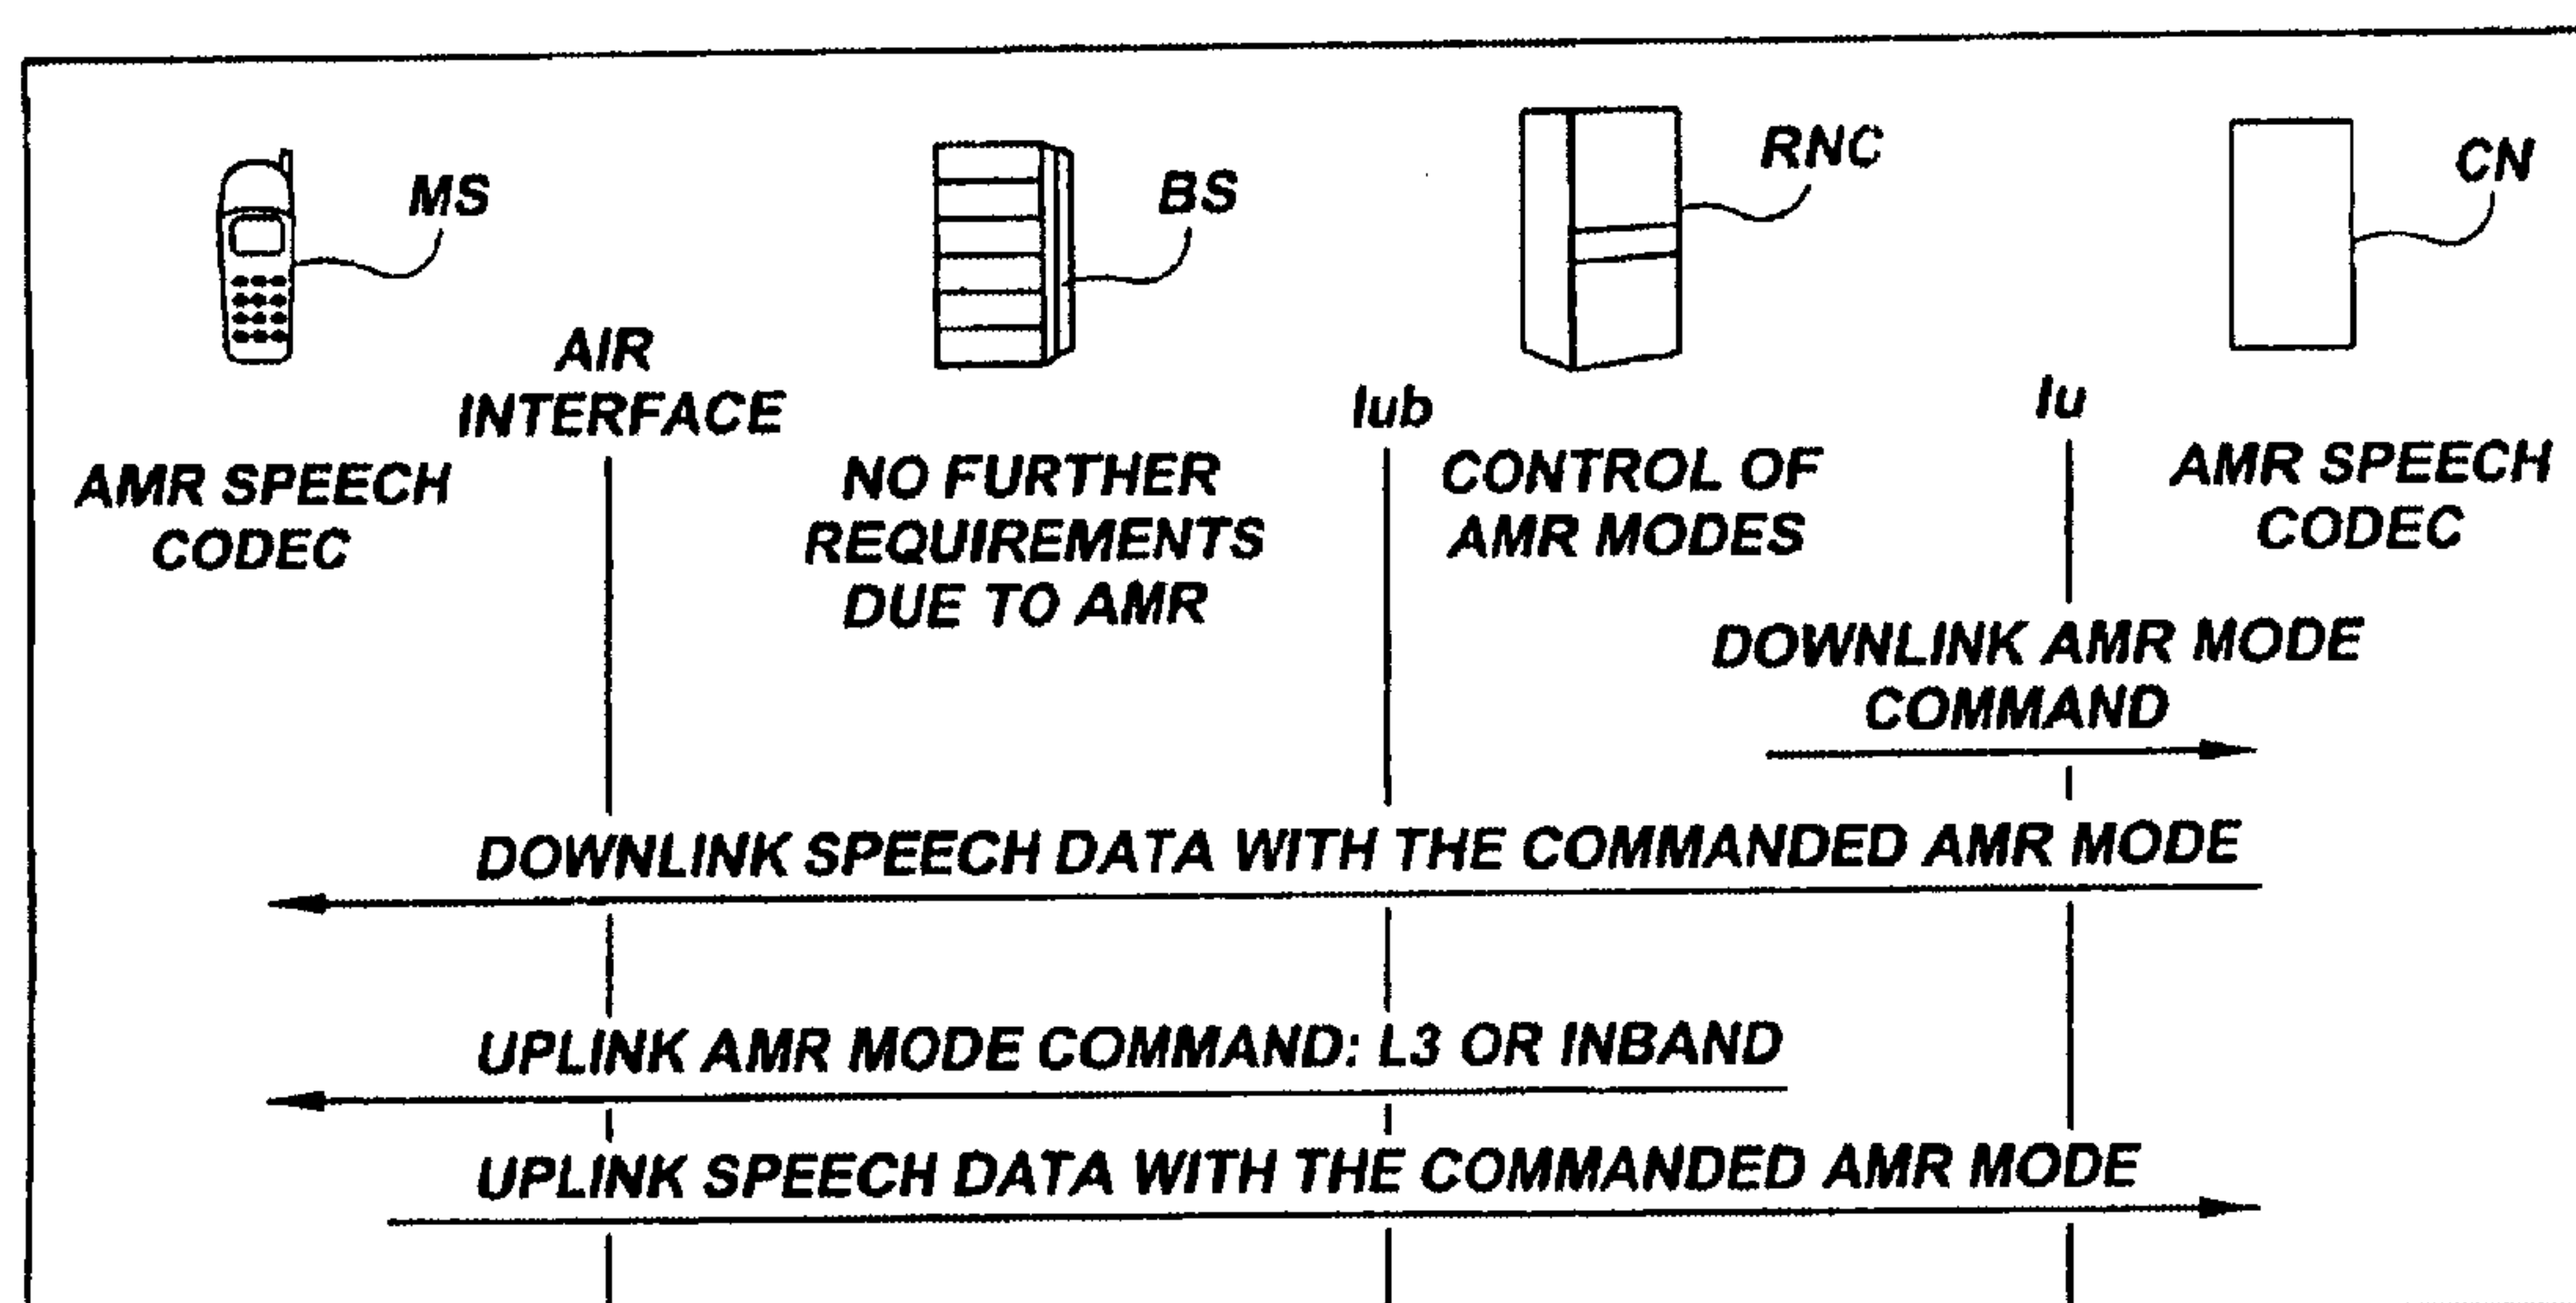 MS
BS
RNC
CN
AIR
INTERFACE
Iub
Iu
AMR SPEECH
CODEC
NO FURTHER
REQUIREMENTS
DUE TO AMR
CONTROL OF
AMR MODES
AMR SPEECH
CODEC
DOWNLINK AMR MODE
COMMAND
DOWNLINK SPEECH DATA WITH THE COMMANDED AMR MODE
UPLINK AMR MODE COMMAND: L3 OR INBAND
UPLINK SPEECH DATA WITH THE COMMANDED AMR MODE